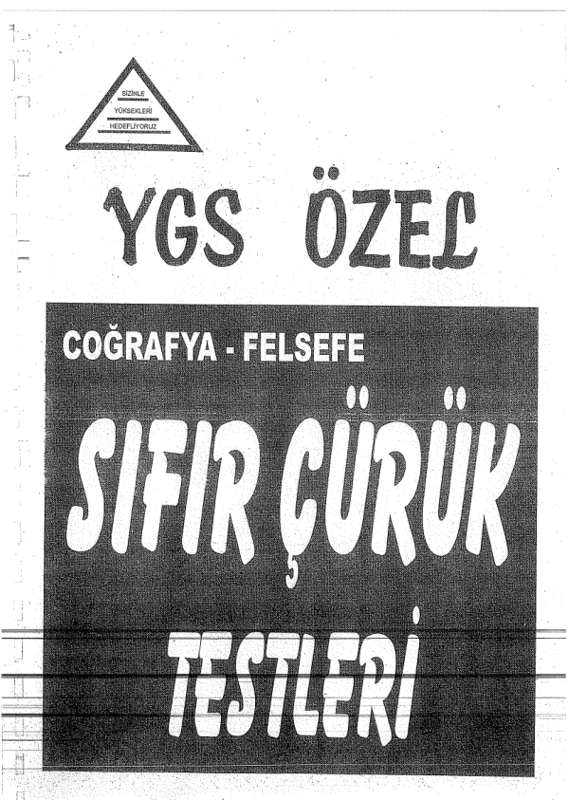 SİZİNLE
YÜKSEKLERİ
HEDEFLİYORUZ
YGS ÖZEL
COĞRAFYA - FELSEFE
SIFIR ÇÜRÜK
TESTLERİ